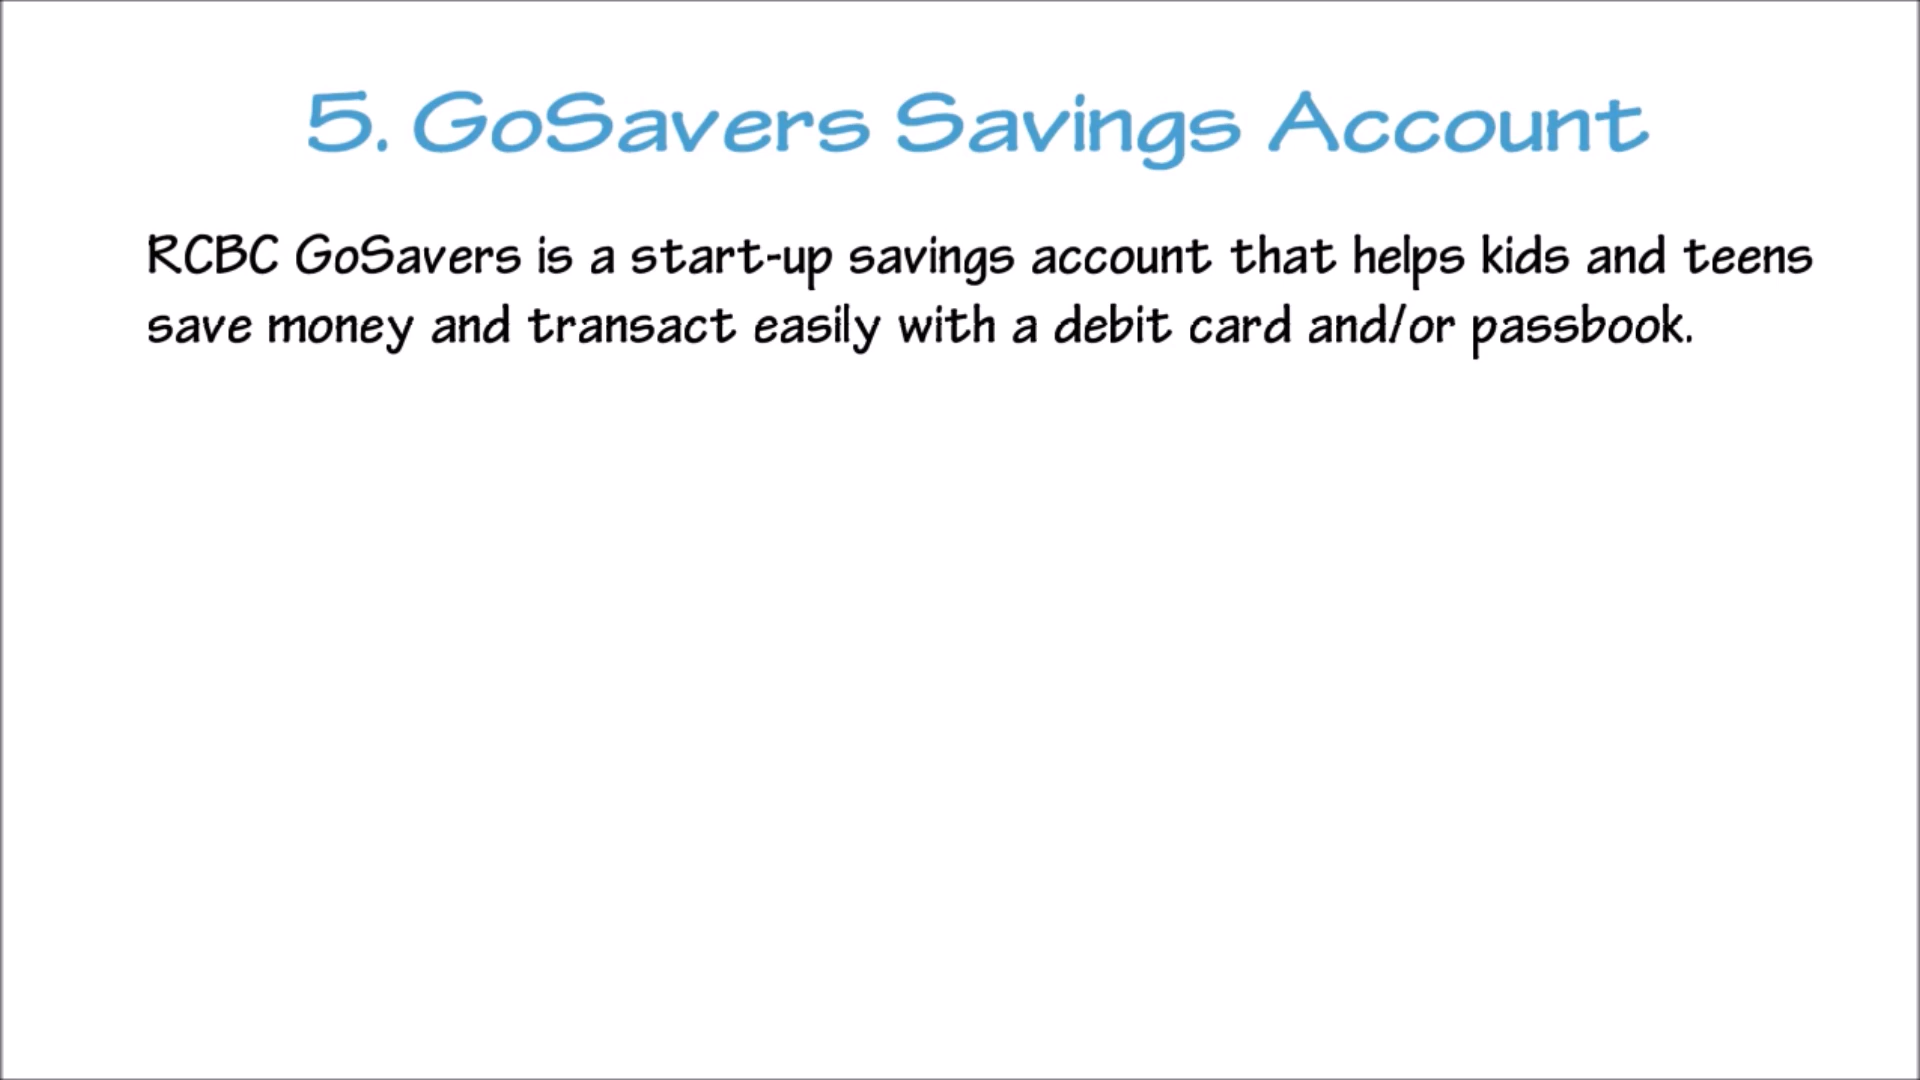 5. GoSavers Savings Account
RCBC GoSavers is a start-up savings account that helps kids and teens
save money and transact easily with a debit card and/or passbook.